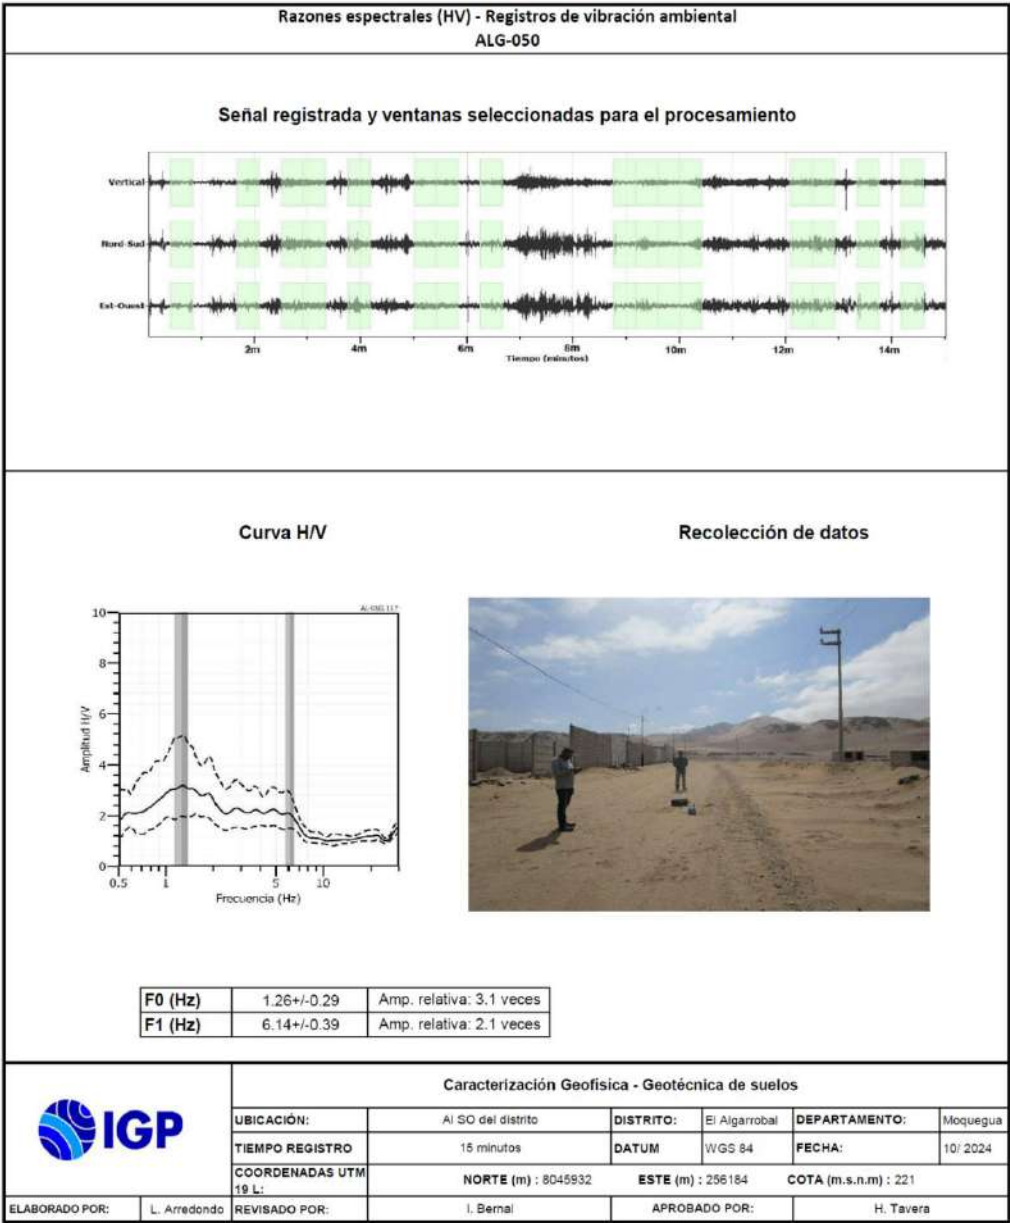 Razones espectrales (HV) - Registros de vibración ambiental
ALG-050
Señal registrada y ventanas seleccionadas para el procesamiento
Vertical
Nord-Sud
Est-Ouest
2m 4m 6m 8m 10m 12m 14m
Tiempo (minutos)
Curva H/V
Recolección de datos
10
8
6
4
2
0
Amplitud H/V
0.5 1 5 10
Frecuencia (Hz)
F0 (Hz) 1.26+/-0.29 Amp. relativa: 3.1 veces
F1 (Hz) 6.14+/-0.39 Amp. relativa: 2.1 veces
IGP
Caracterización Geofisica - Geotécnica de suelos
UBICACIÓN: Al SO del distrito DISTRITO: El Algarrobal DEPARTAMENTO: Moquegua
TIEMPO REGISTRO 15 minutos DATUM WGS 84 FECHA: 10/ 2024
COORDENADAS UTM
19 L:
NORTE (m) : 8045932 ESTE (m) : 256184 COTA (m.s.n.m) : 221
ELABORADO POR: L. Arredondo REVISADO POR: I. Bernal APROBADO POR: H. Tavera